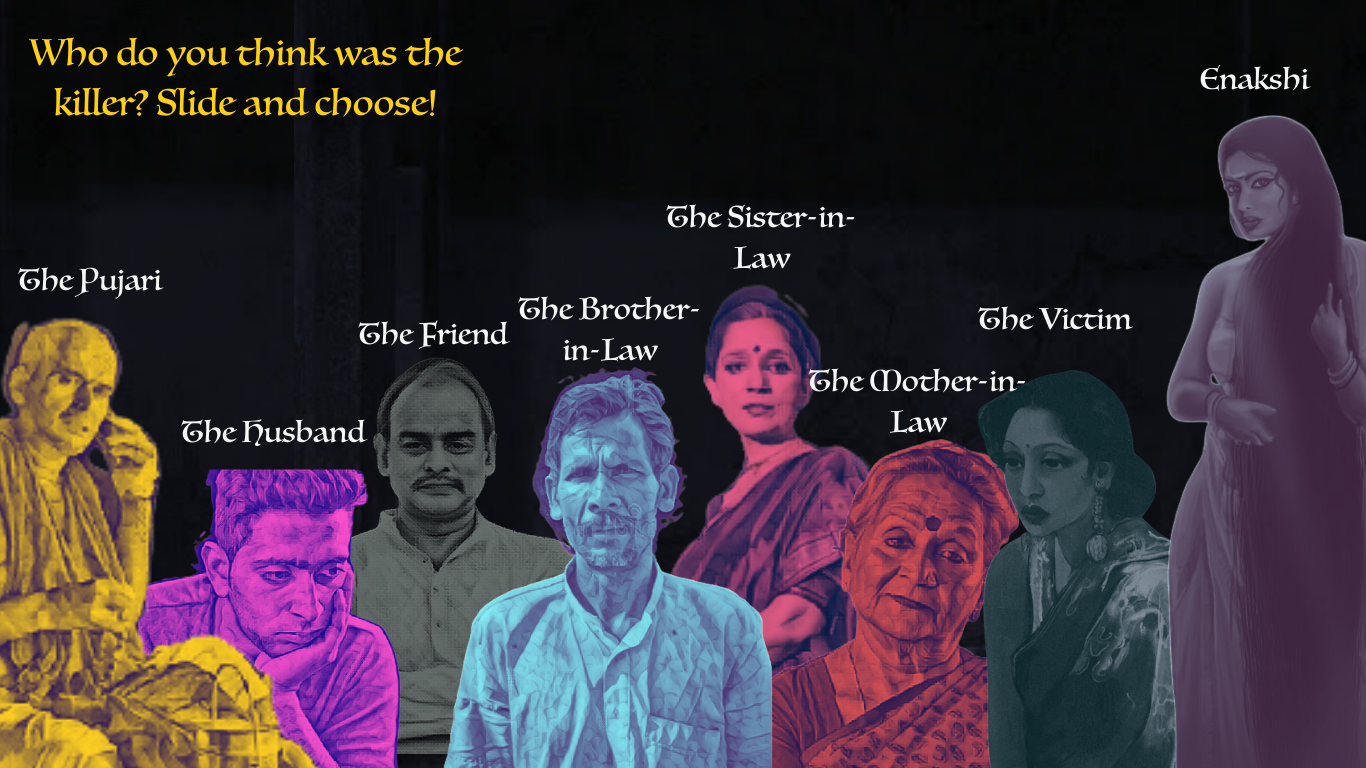 Who do you think was the
killer? Slide and choose!
Enakshi
The Sister-in-
Law
The Pujari
The Brother-
in-Law
The Friend
The Victim
The Mother-in-
Law
The Husband